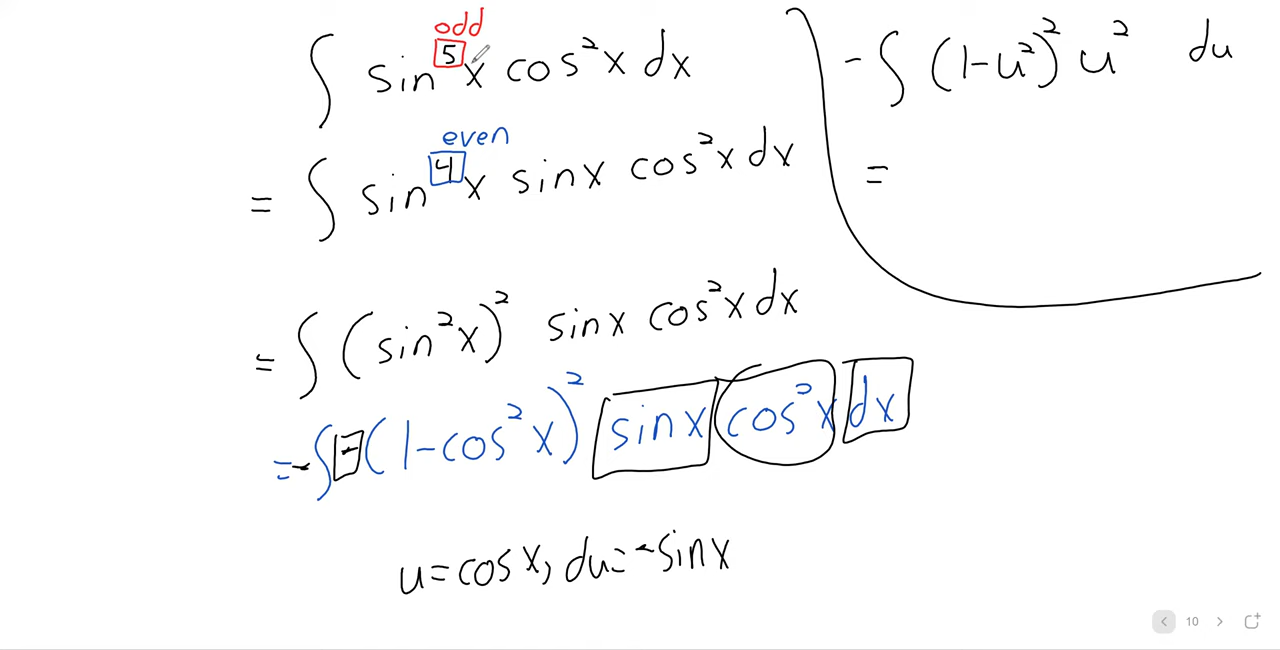 odd
∫ sin⁵x cos²x dx
even
= ∫ sin⁴x sinx cos²x dx
= ∫ (sin²x)² sinx cos²x dx
= -∫ -(1-cos²x)² sinx cos²x dx
u=cosx, du=-sinx
-∫ (1-u²)² u² du
=
10